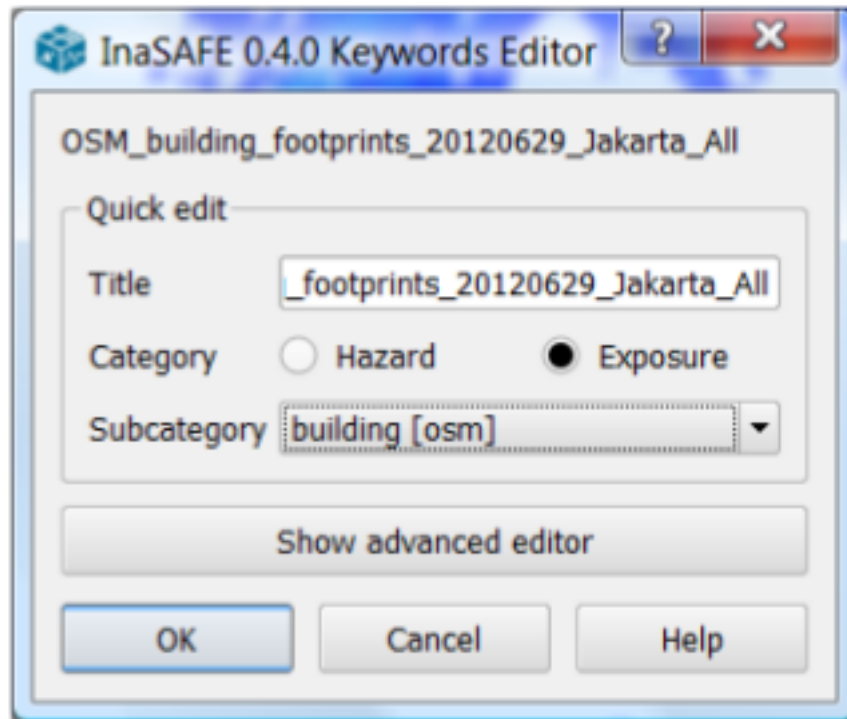 InaSAFE 0.4.0 Keywords Editor ?
OSM_building_footprints_20120629_Jakarta_All
Quick edit
Title _footprints_20120629_Jakarta_All
Category Hazard Exposure
Subcategory building [osm]
Show advanced editor
OK Cancel Help